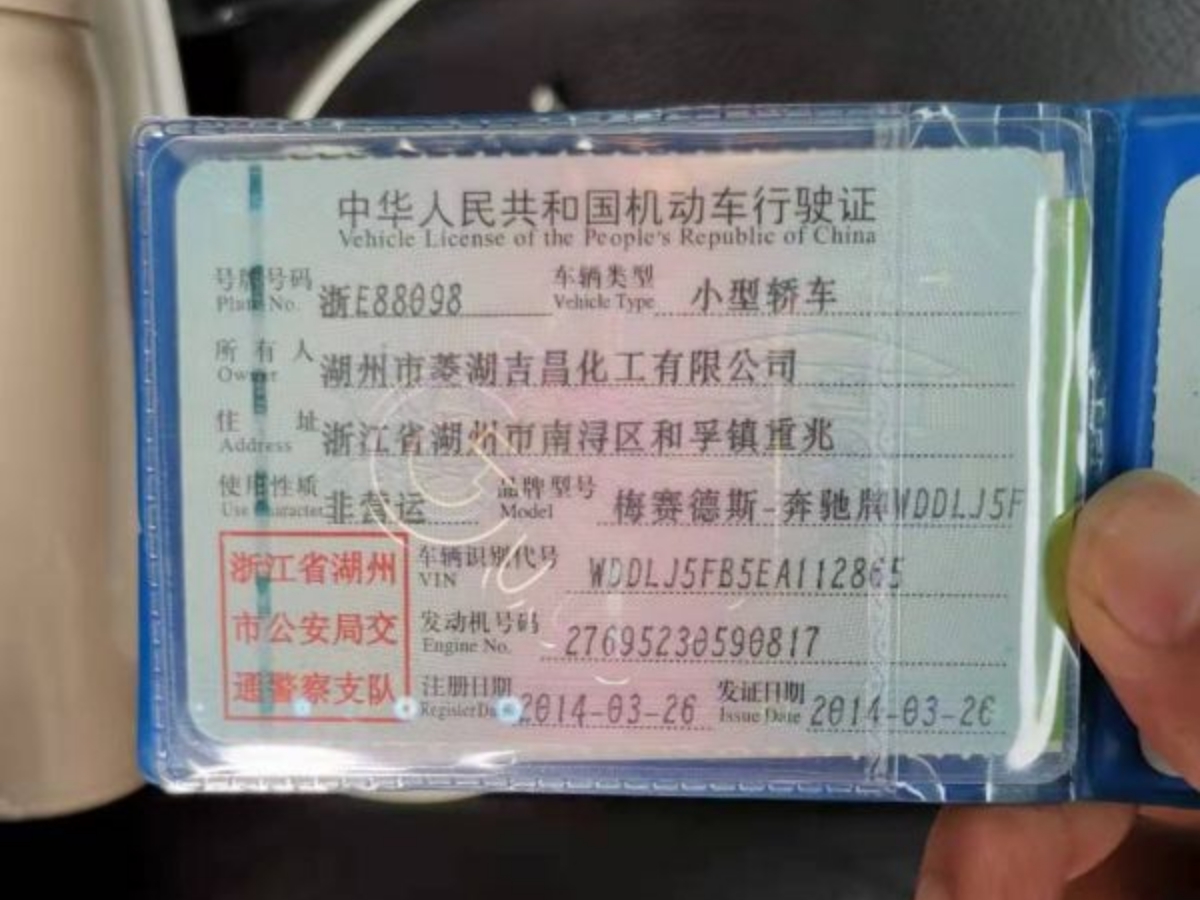 中华人民共和国机动车行驶证
Vehicle License of the People's Republic of China
号牌号码 浙E88098 车辆类型 小型轿车
Plate No. Vehicle Type
所有人 湖州市菱湖吉昌化工有限公司
Owner
住址 浙江省湖州市南浔区和孚镇重兆
Address
使用性质 非营运 品牌型号 梅赛德斯-奔驰牌WDDLJ5F
Use Character Model
浙江省湖州
市公安局交
通警察支队
车辆识别代号 WDDLJ5FB5EA112865
VIN
发动机号码 27695230590817
Engine No.
注册日期 2014-03-26 发证日期 2014-03-26
Register Date Issue Date